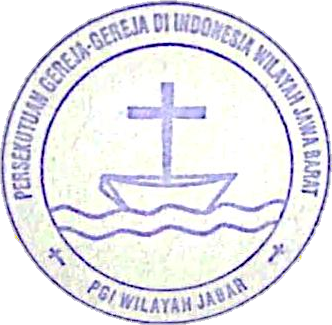 PERSEKUTUAN GEREJA-GEREJA DI INDONESIA WILAYAH JAWA BARAT
PGI WILAYAH JABAR